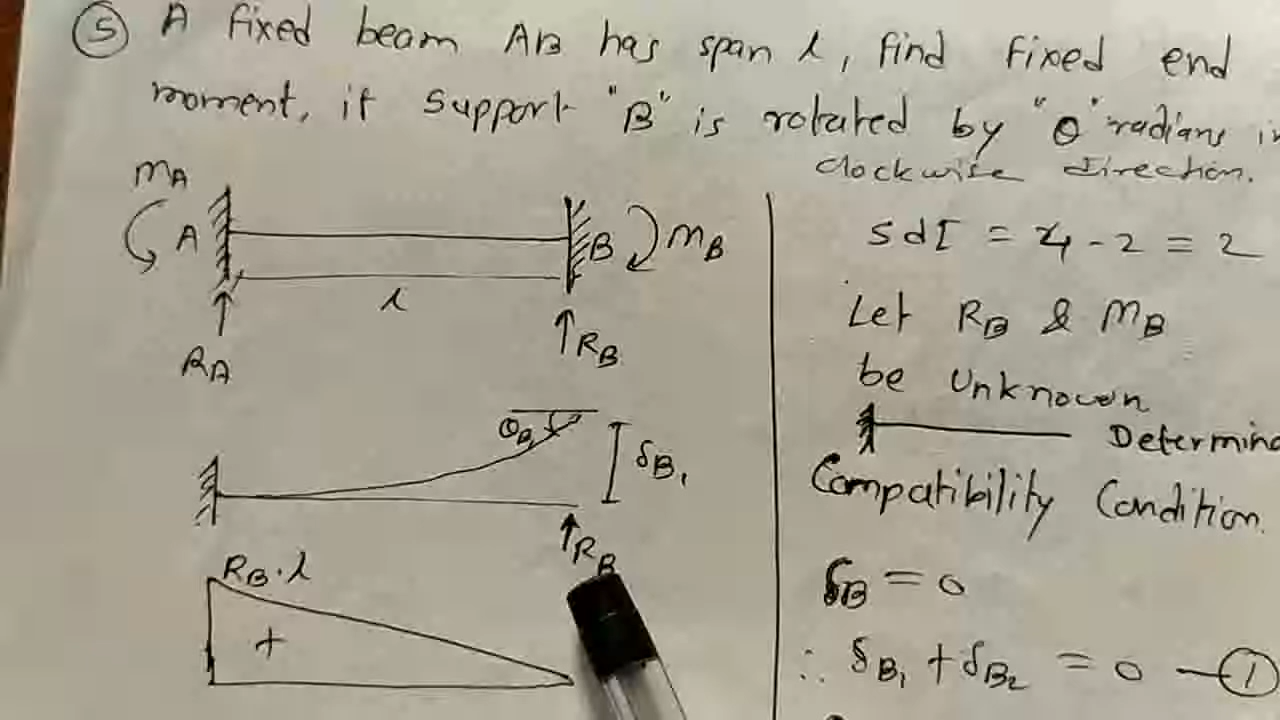 ⑤ A fixed beam AB has span l, find fixed end
moment, if support "B" is rotated by "θ" radians in
clockwise direction.
MA
A
B
MB
l
RA
RB
θB
δB1
RB
RB·l
+
SdI = 4 - 2 = 2
Let RB & MB
be Unknown
Compatibility Condition.
δB = 0
∴ δB1 + δB2 = 0 —①